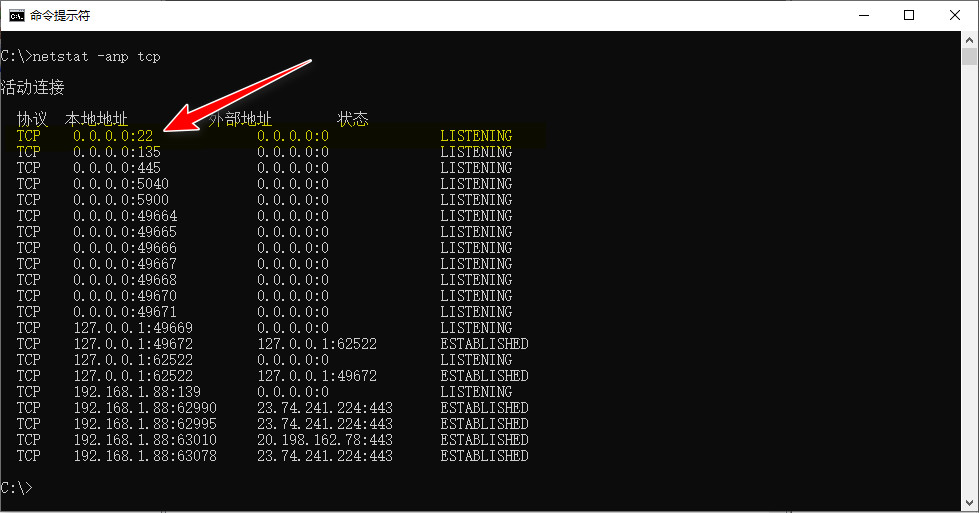 命令提示符
C:\>netstat -anp tcp
活动连接
协议 本地地址 外部地址 状态
TCP 0.0.0.0:22 0.0.0.0:0 LISTENING
TCP 0.0.0.0:135 0.0.0.0:0 LISTENING
TCP 0.0.0.0:445 0.0.0.0:0 LISTENING
TCP 0.0.0.0:5040 0.0.0.0:0 LISTENING
TCP 0.0.0.0:5900 0.0.0.0:0 LISTENING
TCP 0.0.0.0:49664 0.0.0.0:0 LISTENING
TCP 0.0.0.0:49665 0.0.0.0:0 LISTENING
TCP 0.0.0.0:49666 0.0.0.0:0 LISTENING
TCP 0.0.0.0:49667 0.0.0.0:0 LISTENING
TCP 0.0.0.0:49668 0.0.0.0:0 LISTENING
TCP 0.0.0.0:49670 0.0.0.0:0 LISTENING
TCP 0.0.0.0:49671 0.0.0.0:0 LISTENING
TCP 127.0.0.1:49669 0.0.0.0:0 LISTENING
TCP 127.0.0.1:49672 127.0.0.1:62522 ESTABLISHED
TCP 127.0.0.1:62522 0.0.0.0:0 LISTENING
TCP 127.0.0.1:62522 127.0.0.1:49672 ESTABLISHED
TCP 192.168.1.88:139 0.0.0.0:0 LISTENING
TCP 192.168.1.88:62990 23.74.241.224:443 ESTABLISHED
TCP 192.168.1.88:62995 23.74.241.224:443 ESTABLISHED
TCP 192.168.1.88:63010 20.198.162.78:443 ESTABLISHED
TCP 192.168.1.88:63078 23.74.241.224:443 ESTABLISHED
C:\>